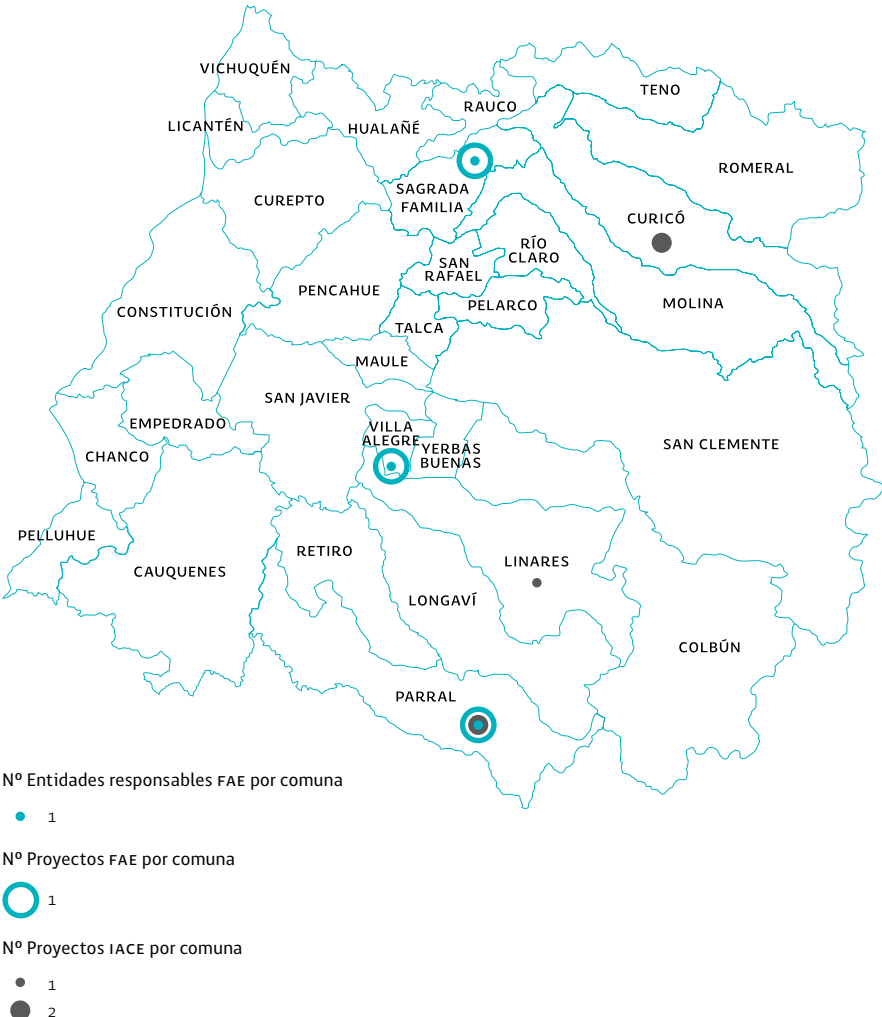 VICHUQUÉN
TENO
RAUCO
LICANTÉN
HUALAÑÉ
ROMERAL
SAGRADA
FAMILIA
CUREPTO
CURICÓ
RÍO
CLARO
SAN
RAFAEL
PENCAHUE
MOLINA
PELARCO
CONSTITUCIÓN
TALCA
MAULE
SAN JAVIER
EMPEDRADO
VILLA
ALEGRE
YERBAS
BUENAS
SAN CLEMENTE
CHANCO
PELLUHUE
RETIRO
LINARES
CAUQUENES
LONGAVÍ
COLBÚN
PARRAL
Nº Entidades responsables FAE por comuna
1
Nº Proyectos FAE por comuna
1
Nº Proyectos IACE por comuna
1
2